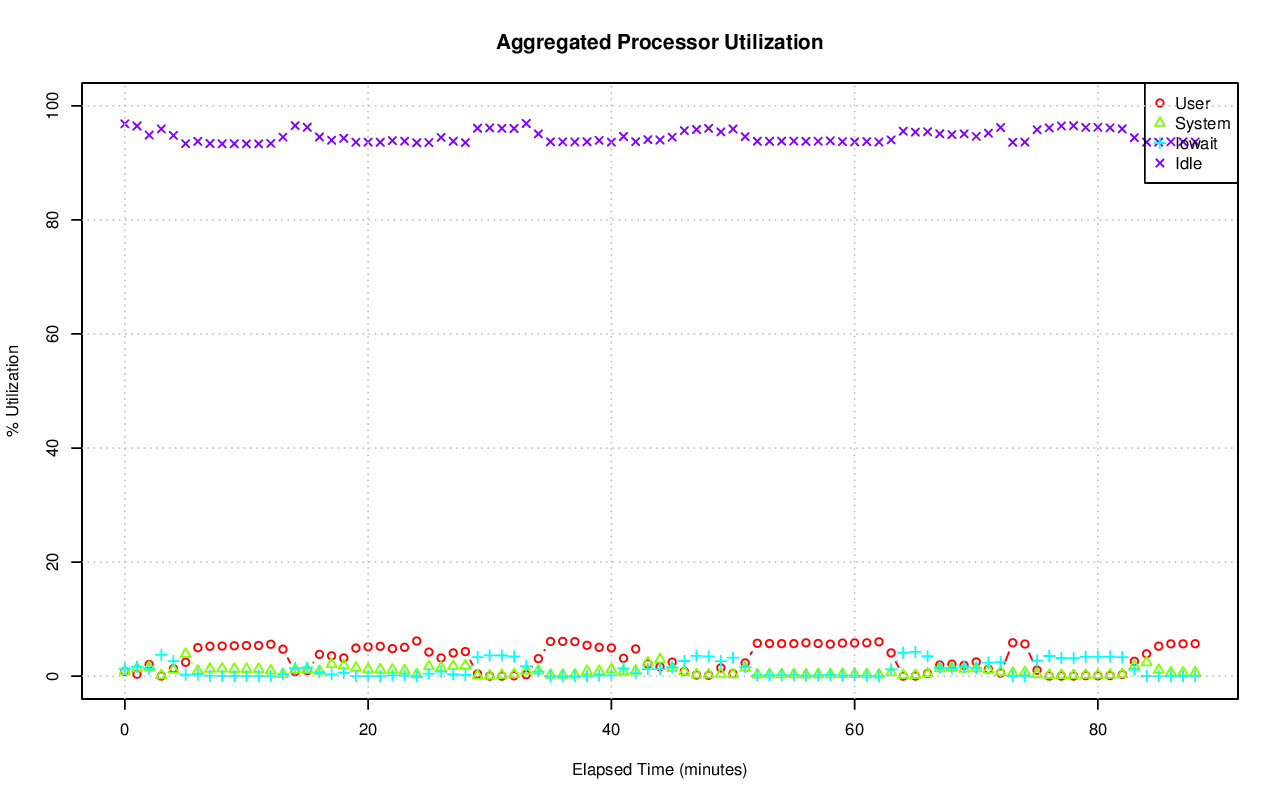 Aggregated Processor Utilization
User
System
Iowait
Idle
100
80
60
40
20
0
% Utilization
0 20 40 60 80
Elapsed Time (minutes)